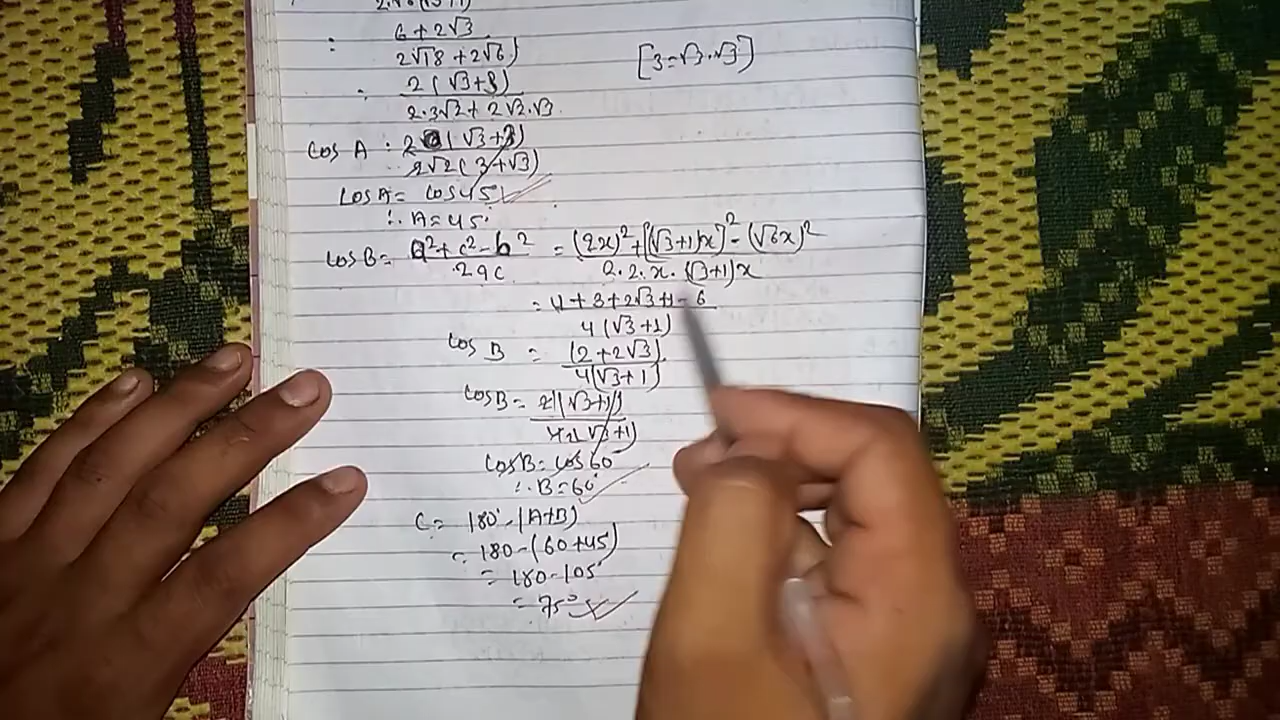 6 + 2√3
: 2√18 + 2√6)
[3=√3.√3]
2 ( √3+3)
2.3√2 + 2√2.√3
cos A : 2 ( √3+3)
2√2 ( 3+√3)
cos A = cos 45
∴ A = 45°
cos B = a² + c² - b² / 2ac = (2x)² + [(√3+1)x]² - (√6x)² / 2.2.x.(√3+1)x
= 4 + 3 + 2√3 + 1 - 6
4 (√3+1)
cos B = (2 + 2√3)
4(√3+1)
cos B = 2(√3+1)
4(√3+1)
cos B = cos 60
∴ B = 60°
C = 180° - (A+B)
= 180 - (60 + 45)
= 180 - 105°
= 75°